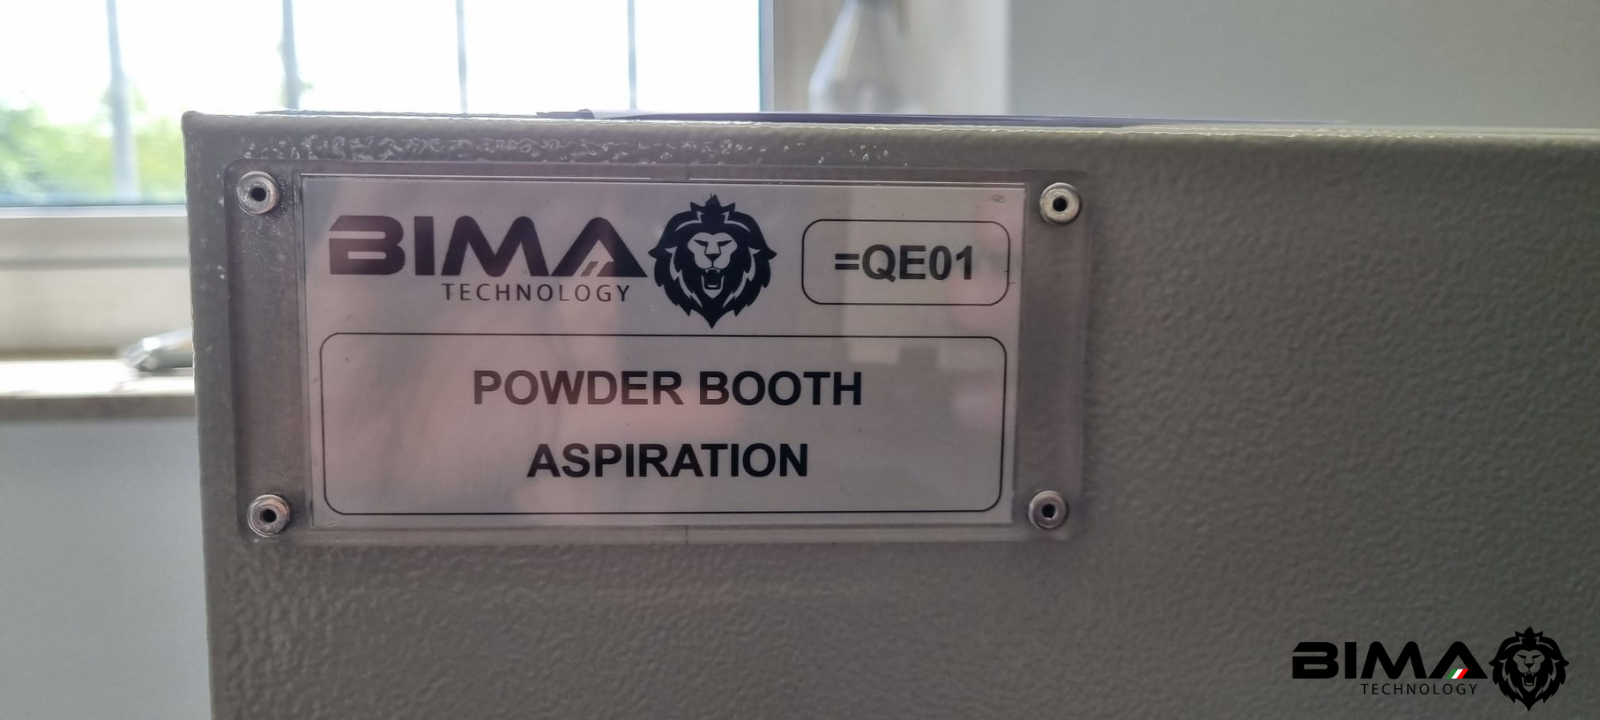 BIMA
TECHNOLOGY
=QE01
POWDER BOOTH
ASPIRATION
BIMA
TECHNOLOGY